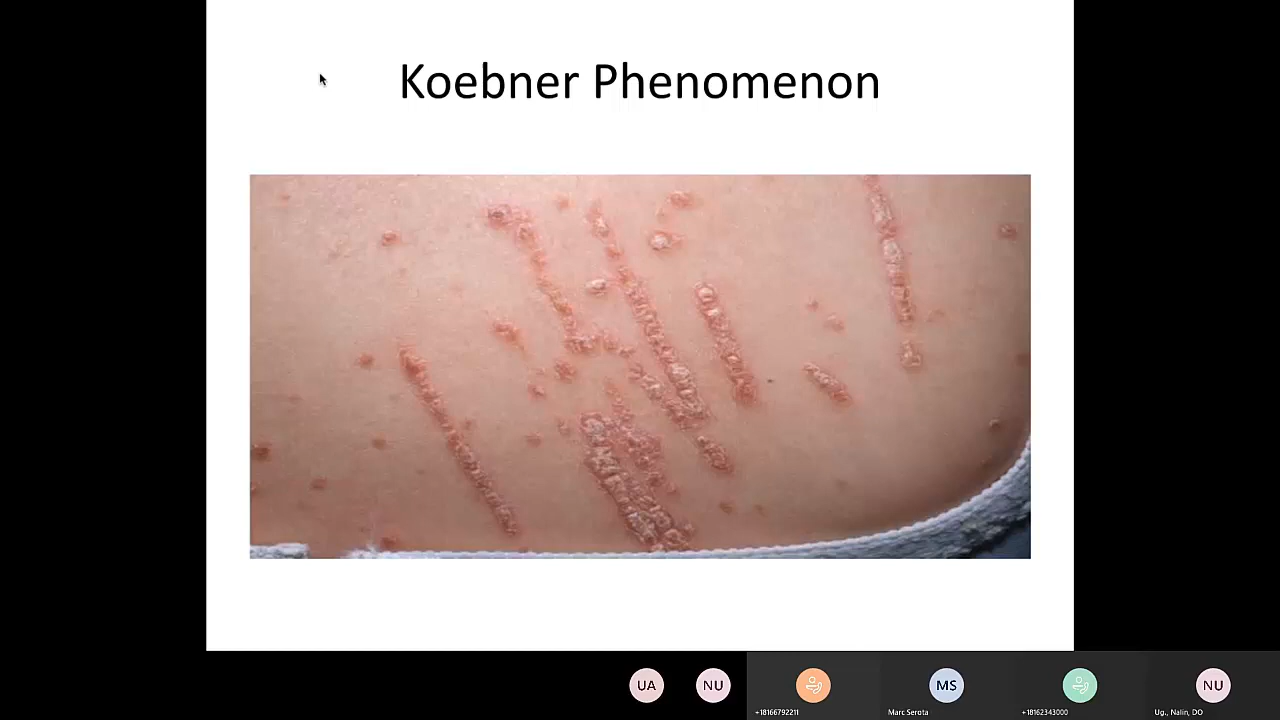 Koebner Phenomenon
UA
NU
MS
NU
+18166792211
Marc Serota
+18162343000
Ug., Nalin, DO